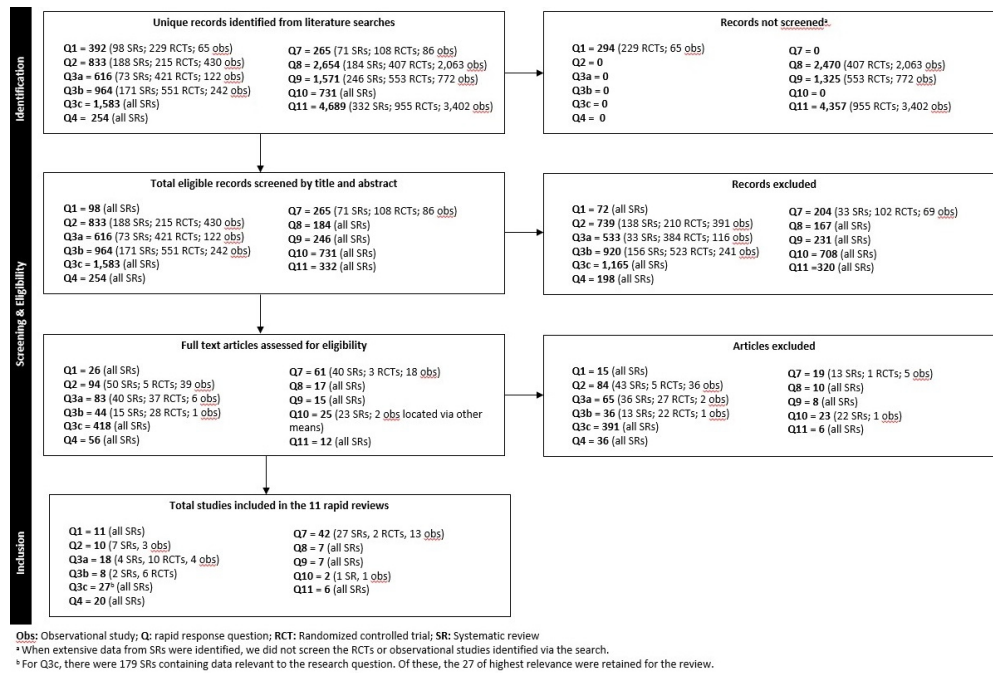 Identification
Unique records identified from literature searches
Q1 = 392 (98 SRs; 229 RCTs; 65 obs)
Q2 = 833 (188 SRs; 215 RCTs; 430 obs)
Q3a = 616 (73 SRs; 421 RCTs; 122 obs)
Q3b = 964 (171 SRs; 551 RCTs; 242 obs)
Q3c = 1,583 (all SRs)
Q4 = 254 (all SRs)
Q7 = 265 (71 SRs; 108 RCTs; 86 obs)
Q8 = 2,654 (184 SRs; 407 RCTs; 2,063 obs)
Q9 = 1,571 (246 SRs; 553 RCTs; 772 obs)
Q10 = 731 (all SRs)
Q11 = 4,689 (332 SRs; 955 RCTs; 3,402 obs)
Records not screenedᵃ
Q1 = 294 (229 RCTs; 65 obs)
Q2 = 0
Q3a = 0
Q3b = 0
Q3c = 0
Q4 = 0
Q7 = 0
Q8 = 2,470 (407 RCTs; 2,063 obs)
Q9 = 1,325 (553 RCTs; 772 obs)
Q10 = 0
Q11 = 4,357 (955 RCTs; 3,402 obs)
Screening & Eligibility
Total eligible records screened by title and abstract
Q1 = 98 (all SRs)
Q2 = 833 (188 SRs; 215 RCTs; 430 obs)
Q3a = 616 (73 SRs; 421 RCTs; 122 obs)
Q3b = 964 (171 SRs; 551 RCTs; 242 obs)
Q3c = 1,583 (all SRs)
Q4 = 254 (all SRs)
Q7 = 265 (71 SRs; 108 RCTs; 86 obs)
Q8 = 184 (all SRs)
Q9 = 246 (all SRs)
Q10 = 731 (all SRs)
Q11 = 332 (all SRs)
Records excluded
Q1 = 72 (all SRs)
Q2 = 739 (138 SRs; 210 RCTs; 391 obs)
Q3a = 533 (33 SRs; 384 RCTs; 116 obs)
Q3b = 920 (156 SRs; 523 RCTs; 241 obs)
Q3c = 1,165 (all SRs)
Q4 = 198 (all SRs)
Q7 = 204 (33 SRs; 102 RCTs; 69 obs)
Q8 = 167 (all SRs)
Q9 = 231 (all SRs)
Q10 = 708 (all SRs)
Q11 =320 (all SRs)
Full text articles assessed for eligibility
Q1 = 26 (all SRs)
Q2 = 94 (50 SRs; 5 RCTs; 39 obs)
Q3a = 83 (40 SRs; 37 RCTs; 6 obs)
Q3b = 44 (15 SRs; 28 RCTs; 1 obs)
Q3c = 418 (all SRs)
Q4 = 56 (all SRs)
Q7 = 61 (40 SRs; 3 RCTs; 18 obs)
Q8 = 17 (all SRs)
Q9 = 15 (all SRs)
Q10 = 25 (23 SRs; 2 obs located via other
means)
Q11 = 12 (all SRs)
Articles excluded
Q1 = 15 (all SRs)
Q2 = 84 (43 SRs; 5 RCTs; 36 obs)
Q3a = 65 (36 SRs; 27 RCTs; 2 obs)
Q3b = 36 (13 SRs; 22 RCTs; 1 obs)
Q3c = 391 (all SRs)
Q4 = 36 (all SRs)
Q7 = 19 (13 SRs; 1 RCTs; 5 obs)
Q8 = 10 (all SRs)
Q9 = 8 (all SRs)
Q10 = 23 (22 SRs; 1 obs)
Q11 = 6 (all SRs)
Inclusion
Total studies included in the 11 rapid reviews
Q1 = 11 (all SRs)
Q2 = 10 (7 SRs, 3 obs)
Q3a = 18 (4 SRs, 10 RCTs, 4 obs)
Q3b = 8 (2 SRs, 6 RCTs)
Q3c = 27ᵇ (all SRs)
Q4 = 20 (all SRs)
Q7 = 42 (27 SRs, 2 RCTs, 13 obs)
Q8 = 7 (all SRs)
Q9 = 7 (all SRs)
Q10 = 2 (1 SR, 1 obs)
Q11 = 6 (all SRs)
Obs: Observational study; Q: rapid response question; RCT: Randomized controlled trial; SR: Systematic review
ᵃ When extensive data from SRs were identified, we did not screen the RCTs or observational studies identified via the search.
ᵇ For Q3c, there were 179 SRs containing data relevant to the research question. Of these, the 27 of highest relevance were retained for the review.